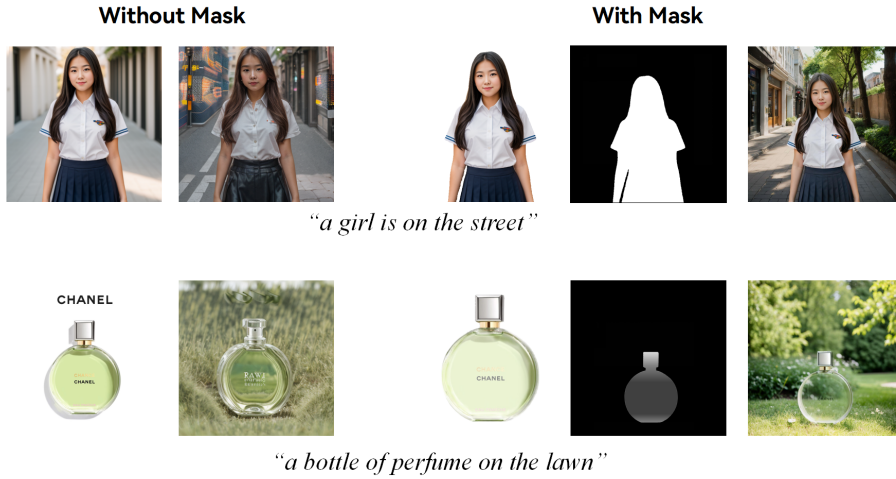 Without Mask
With Mask
“a girl is on the street”
CHANEL
CHANEL
CHANEL
“a bottle of perfume on the lawn”